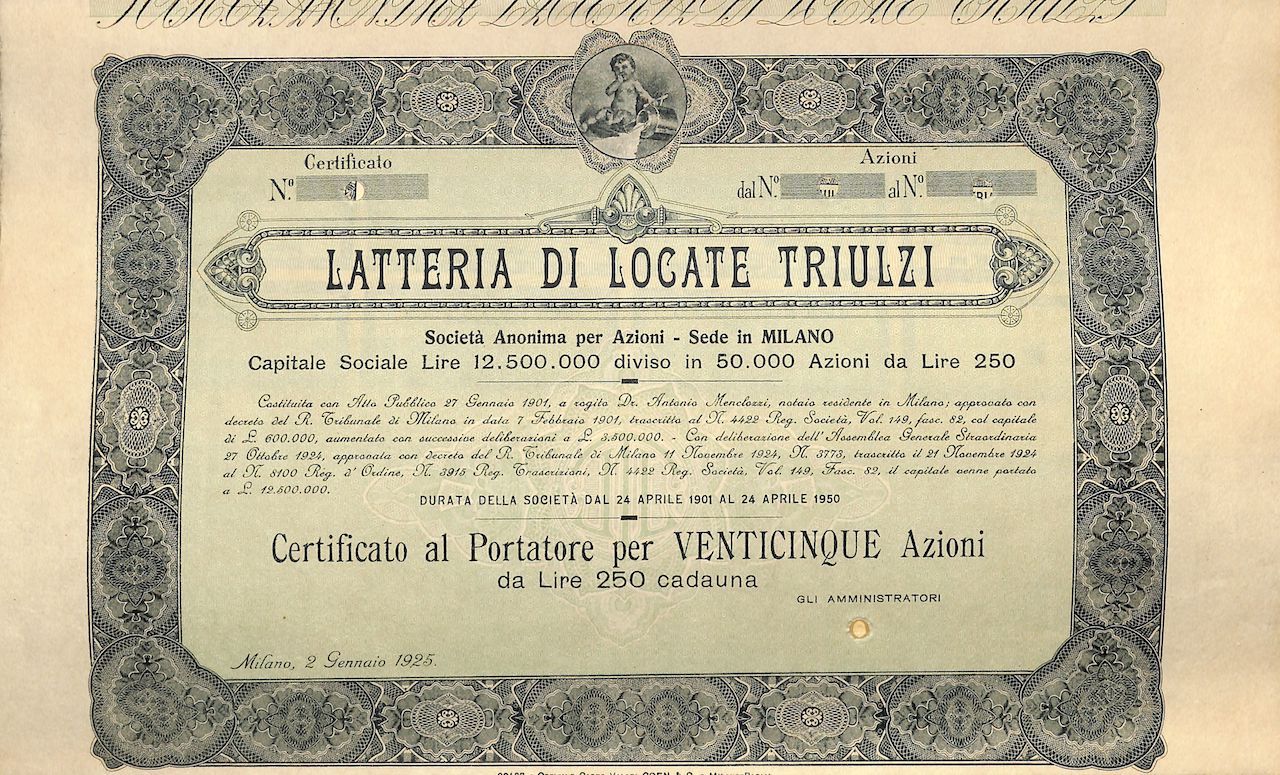 Certificato
N.º
Azioni
dal N.º al N.º
LATTERIA DI LOCATE TRIULZI
Società Anonima per Azioni - Sede in MILANO
Capitale Sociale Lire 12.500.000 diviso in 50.000 Azioni da Lire 250
Costituita con Atto Pubblico 27 Gennaio 1901, a rogito Dr. Antonio Menclozzi, notaio residente in Milano; approvato con
decreto del R. Tribunale di Milano in data 7 Febbraio 1901, trascritto al N. 4422 Reg. Società, Vol. 149, fasc. 82, col capitale
di L. 600.000, aumentato con successive deliberazioni a L. 3.500.000. - Con deliberazione dell'Assemblea Generale Straordinaria
27 Ottobre 1924, approvata con decreto del R. Tribunale di Milano 11 Novembre 1924, N. 3773, trascritto il 21 Novembre 1924
al N. 8100 Reg. d'Ordine, N. 3915 Reg. Trascrizioni, N. 4422 Reg. Società, Vol. 149, Fasc. 82, il capitale venne portato
a L. 12.500.000.
DURATA DELLA SOCIETÀ DAL 24 APRILE 1901 AL 24 APRILE 1950
Certificato al Portatore per VENTICINQUE Azioni
da Lire 250 cadauna
GLI AMMINISTRATORI
Milano, 2 Gennaio 1925.